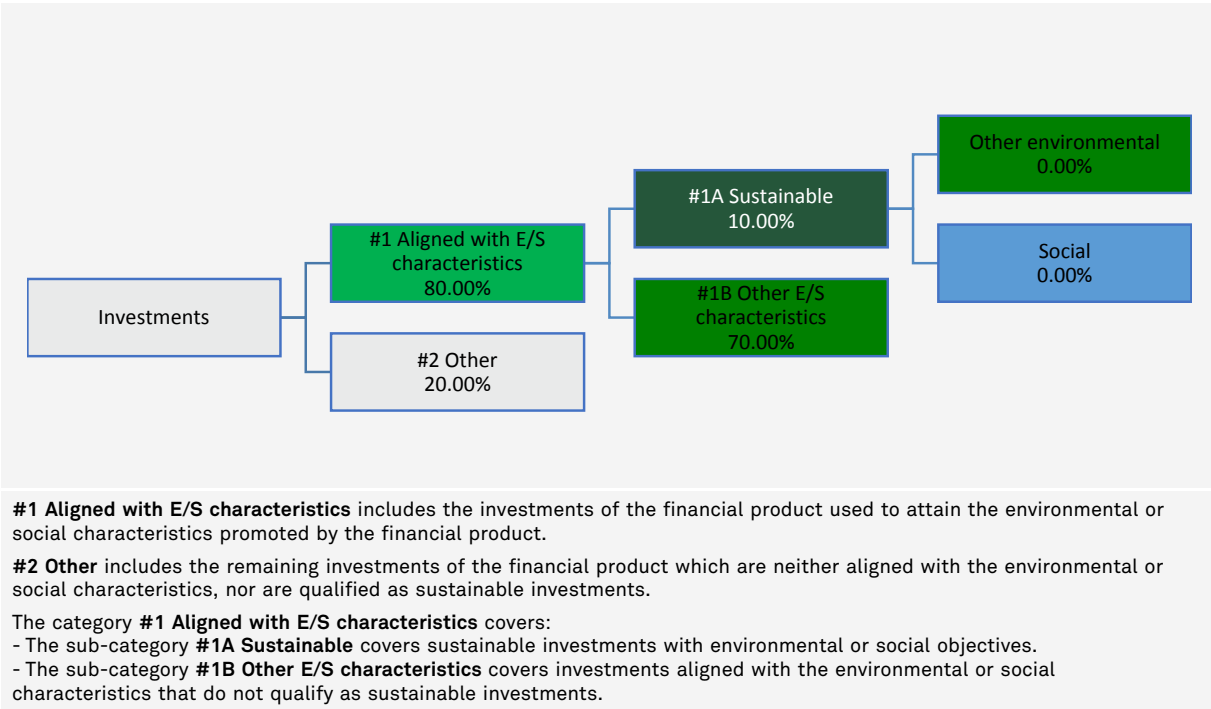 Other environmental
0.00%
#1A Sustainable
10.00%
#1 Aligned with E/S
characteristics
80.00%
Social
0.00%
Investments
#1B Other E/S
characteristics
70.00%
#2 Other
20.00%
#1 Aligned with E/S characteristics includes the investments of the financial product used to attain the environmental or
social characteristics promoted by the financial product.
#2 Other includes the remaining investments of the financial product which are neither aligned with the environmental or
social characteristics, nor are qualified as sustainable investments.
The category #1 Aligned with E/S characteristics covers:
- The sub-category #1A Sustainable covers sustainable investments with environmental or social objectives.
- The sub-category #1B Other E/S characteristics covers investments aligned with the environmental or social
characteristics that do not qualify as sustainable investments.